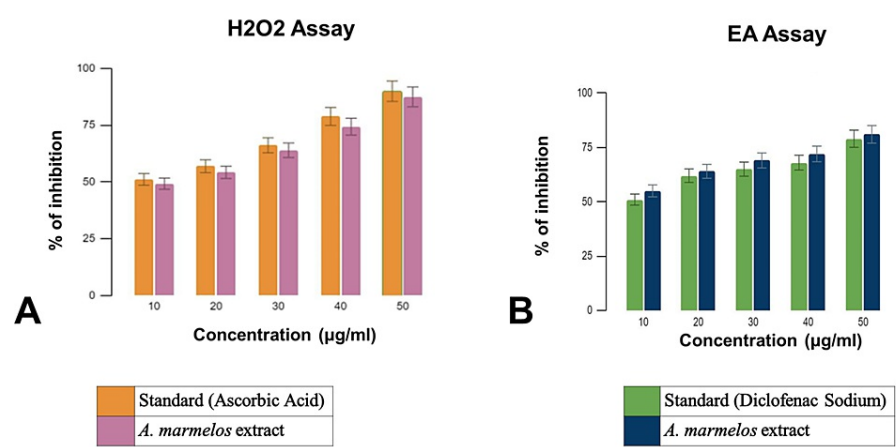 H2O2 Assay
% of inhibition
100
75
50
25
0
10 20 30 40 50
Concentration (µg/ml)
A
Standard (Ascorbic Acid)
A. marmelos extract
EA Assay
% of inhibition
100
75
50
25
0
10 20 30 40 50
Concentration (µg/ml)
B
Standard (Diclofenac Sodium)
A. marmelos extract